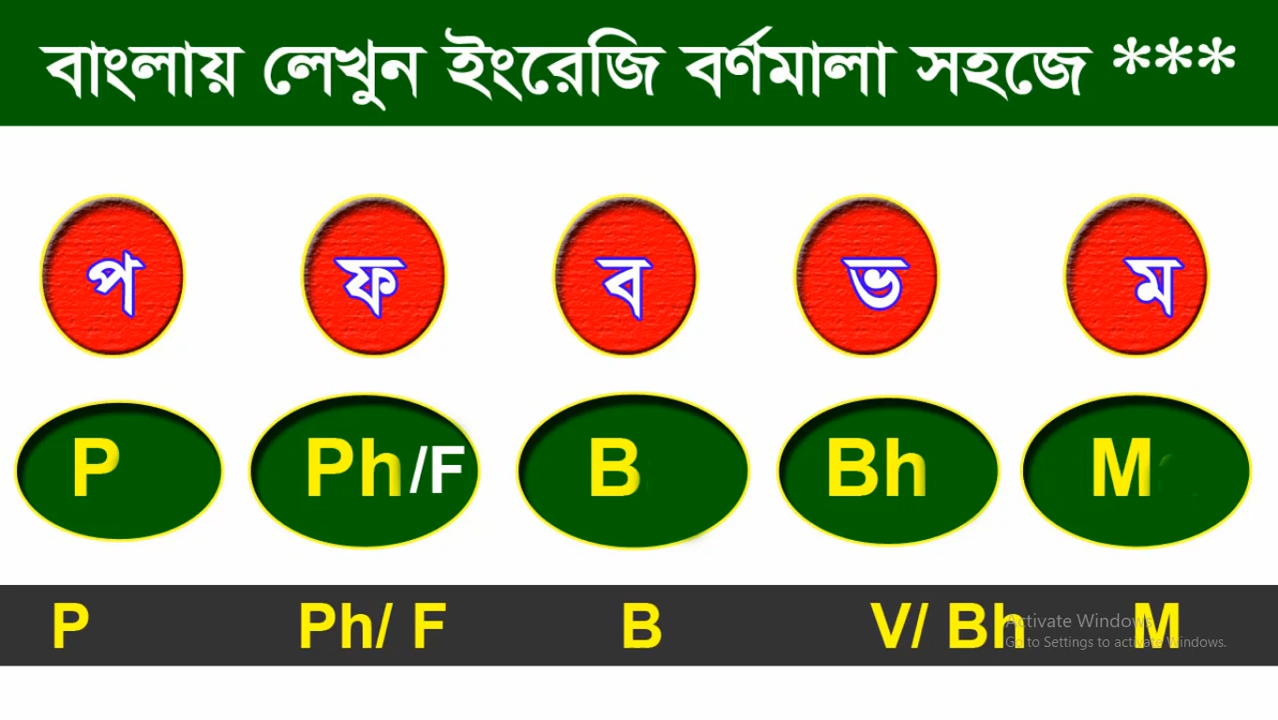 বাংলায় লেখুন ইংরেজি বর্ণমালা সহজে ***
প ফ ব ভ ম
P Ph/F B Bh M
P Ph/ F B V/ Bh M
Activate Windows
Go to Settings to activate Windows.